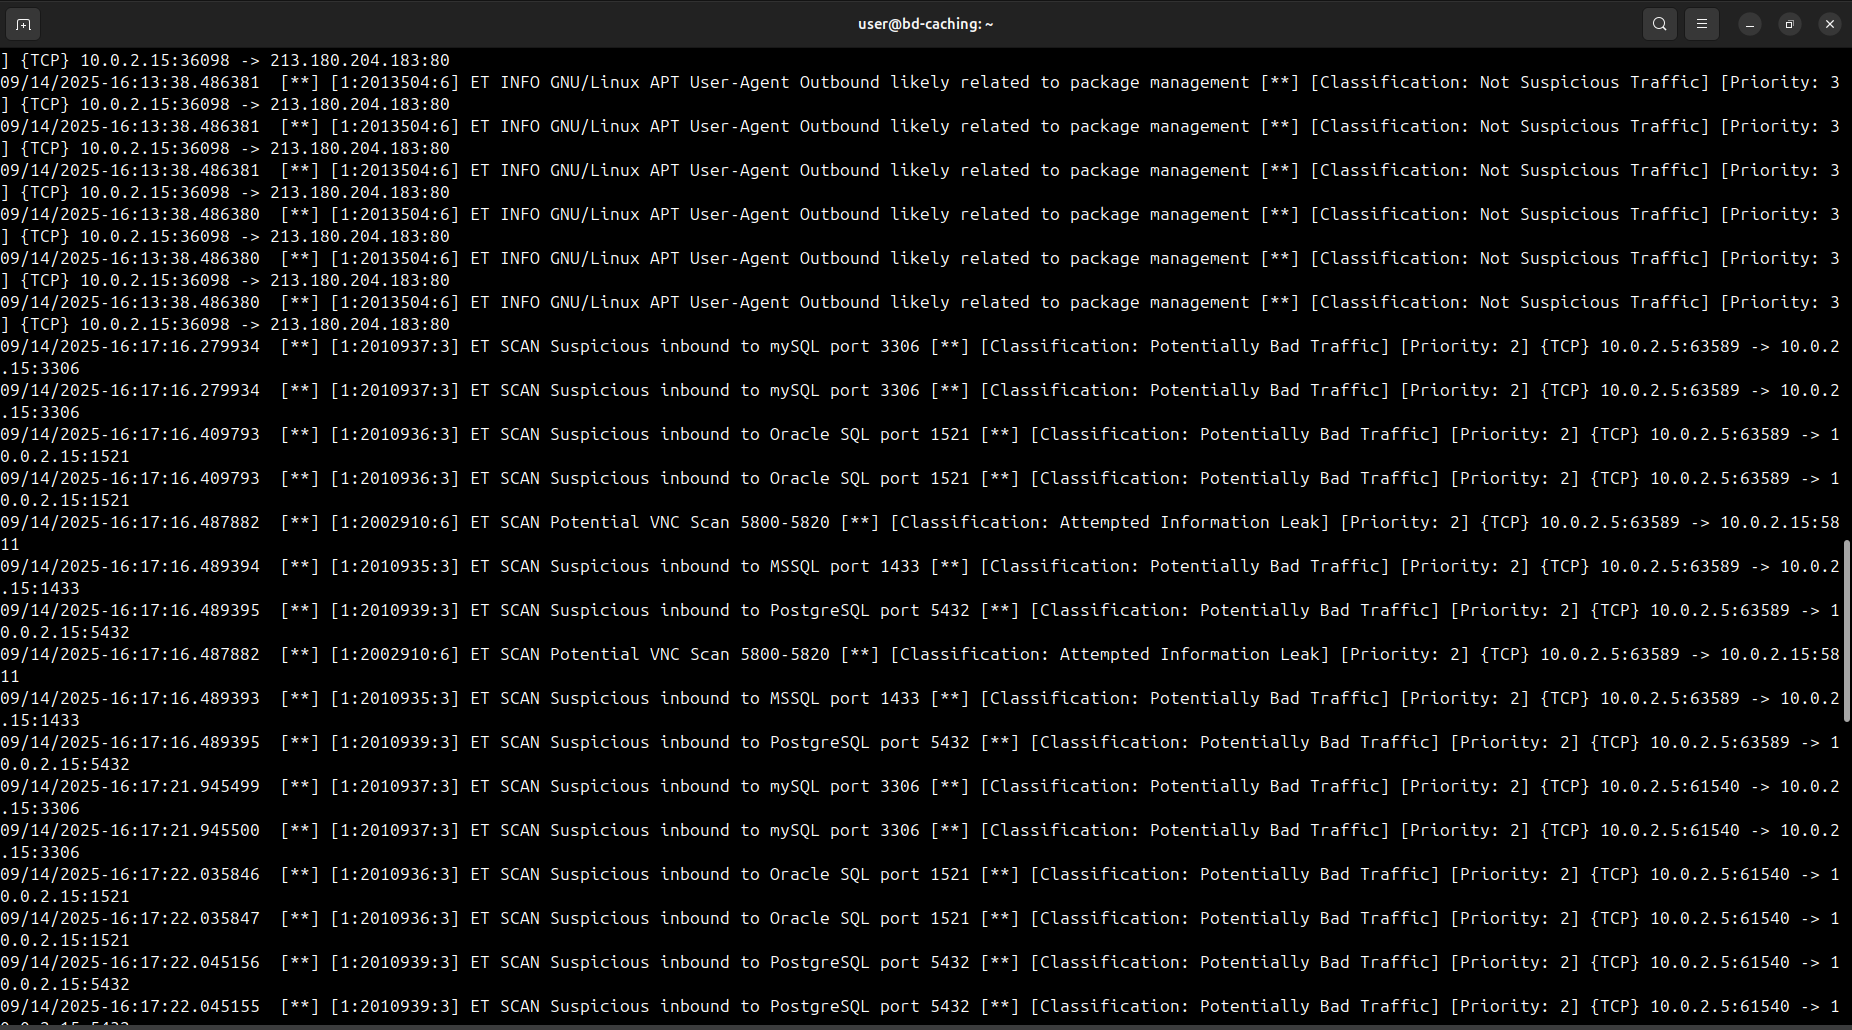 user@bd-caching: ~
] {TCP} 10.0.2.15:36098 -> 213.180.204.183:80
09/14/2025-16:13:38.486381  [**] [1:2013504:6] ET INFO GNU/Linux APT User-Agent Outbound likely related to package management [**] [Classification: Not Suspicious Traffic] [Priority: 3
] {TCP} 10.0.2.15:36098 -> 213.180.204.183:80
09/14/2025-16:13:38.486381  [**] [1:2013504:6] ET INFO GNU/Linux APT User-Agent Outbound likely related to package management [**] [Classification: Not Suspicious Traffic] [Priority: 3
] {TCP} 10.0.2.15:36098 -> 213.180.204.183:80
09/14/2025-16:13:38.486381  [**] [1:2013504:6] ET INFO GNU/Linux APT User-Agent Outbound likely related to package management [**] [Classification: Not Suspicious Traffic] [Priority: 3
] {TCP} 10.0.2.15:36098 -> 213.180.204.183:80
09/14/2025-16:13:38.486380  [**] [1:2013504:6] ET INFO GNU/Linux APT User-Agent Outbound likely related to package management [**] [Classification: Not Suspicious Traffic] [Priority: 3
] {TCP} 10.0.2.15:36098 -> 213.180.204.183:80
09/14/2025-16:13:38.486380  [**] [1:2013504:6] ET INFO GNU/Linux APT User-Agent Outbound likely related to package management [**] [Classification: Not Suspicious Traffic] [Priority: 3
] {TCP} 10.0.2.15:36098 -> 213.180.204.183:80
09/14/2025-16:13:38.486380  [**] [1:2013504:6] ET INFO GNU/Linux APT User-Agent Outbound likely related to package management [**] [Classification: Not Suspicious Traffic] [Priority: 3
] {TCP} 10.0.2.15:36098 -> 213.180.204.183:80
09/14/2025-16:17:16.279934  [**] [1:2010937:3] ET SCAN Suspicious inbound to mySQL port 3306 [**] [Classification: Potentially Bad Traffic] [Priority: 2] {TCP} 10.0.2.5:63589 -> 10.0.2
.15:3306
09/14/2025-16:17:16.279934  [**] [1:2010937:3] ET SCAN Suspicious inbound to mySQL port 3306 [**] [Classification: Potentially Bad Traffic] [Priority: 2] {TCP} 10.0.2.5:63589 -> 10.0.2
.15:3306
09/14/2025-16:17:16.409793  [**] [1:2010936:3] ET SCAN Suspicious inbound to Oracle SQL port 1521 [**] [Classification: Potentially Bad Traffic] [Priority: 2] {TCP} 10.0.2.5:63589 -> 1
0.0.2.15:1521
09/14/2025-16:17:16.409793  [**] [1:2010936:3] ET SCAN Suspicious inbound to Oracle SQL port 1521 [**] [Classification: Potentially Bad Traffic] [Priority: 2] {TCP} 10.0.2.5:63589 -> 1
0.0.2.15:1521
09/14/2025-16:17:16.487882  [**] [1:2002910:6] ET SCAN Potential VNC Scan 5800-5820 [**] [Classification: Attempted Information Leak] [Priority: 2] {TCP} 10.0.2.5:63589 -> 10.0.2.15:58
11
09/14/2025-16:17:16.489394  [**] [1:2010935:3] ET SCAN Suspicious inbound to MSSQL port 1433 [**] [Classification: Potentially Bad Traffic] [Priority: 2] {TCP} 10.0.2.5:63589 -> 10.0.2
.15:1433
09/14/2025-16:17:16.489395  [**] [1:2010939:3] ET SCAN Suspicious inbound to PostgreSQL port 5432 [**] [Classification: Potentially Bad Traffic] [Priority: 2] {TCP} 10.0.2.5:63589 -> 1
0.0.2.15:5432
09/14/2025-16:17:16.487882  [**] [1:2002910:6] ET SCAN Potential VNC Scan 5800-5820 [**] [Classification: Attempted Information Leak] [Priority: 2] {TCP} 10.0.2.5:63589 -> 10.0.2.15:58
11
09/14/2025-16:17:16.489393  [**] [1:2010935:3] ET SCAN Suspicious inbound to MSSQL port 1433 [**] [Classification: Potentially Bad Traffic] [Priority: 2] {TCP} 10.0.2.5:63589 -> 10.0.2
.15:1433
09/14/2025-16:17:16.489395  [**] [1:2010939:3] ET SCAN Suspicious inbound to PostgreSQL port 5432 [**] [Classification: Potentially Bad Traffic] [Priority: 2] {TCP} 10.0.2.5:63589 -> 1
0.0.2.15:5432
09/14/2025-16:17:21.945499  [**] [1:2010937:3] ET SCAN Suspicious inbound to mySQL port 3306 [**] [Classification: Potentially Bad Traffic] [Priority: 2] {TCP} 10.0.2.5:61540 -> 10.0.2
.15:3306
09/14/2025-16:17:21.945500  [**] [1:2010937:3] ET SCAN Suspicious inbound to mySQL port 3306 [**] [Classification: Potentially Bad Traffic] [Priority: 2] {TCP} 10.0.2.5:61540 -> 10.0.2
.15:3306
09/14/2025-16:17:22.035846  [**] [1:2010936:3] ET SCAN Suspicious inbound to Oracle SQL port 1521 [**] [Classification: Potentially Bad Traffic] [Priority: 2] {TCP} 10.0.2.5:61540 -> 1
0.0.2.15:1521
09/14/2025-16:17:22.035847  [**] [1:2010936:3] ET SCAN Suspicious inbound to Oracle SQL port 1521 [**] [Classification: Potentially Bad Traffic] [Priority: 2] {TCP} 10.0.2.5:61540 -> 1
0.0.2.15:1521
09/14/2025-16:17:22.045156  [**] [1:2010939:3] ET SCAN Suspicious inbound to PostgreSQL port 5432 [**] [Classification: Potentially Bad Traffic] [Priority: 2] {TCP} 10.0.2.5:61540 -> 1
0.0.2.15:5432
09/14/2025-16:17:22.045155  [**] [1:2010939:3] ET SCAN Suspicious inbound to PostgreSQL port 5432 [**] [Classification: Potentially Bad Traffic] [Priority: 2] {TCP} 10.0.2.5:61540 -> 1